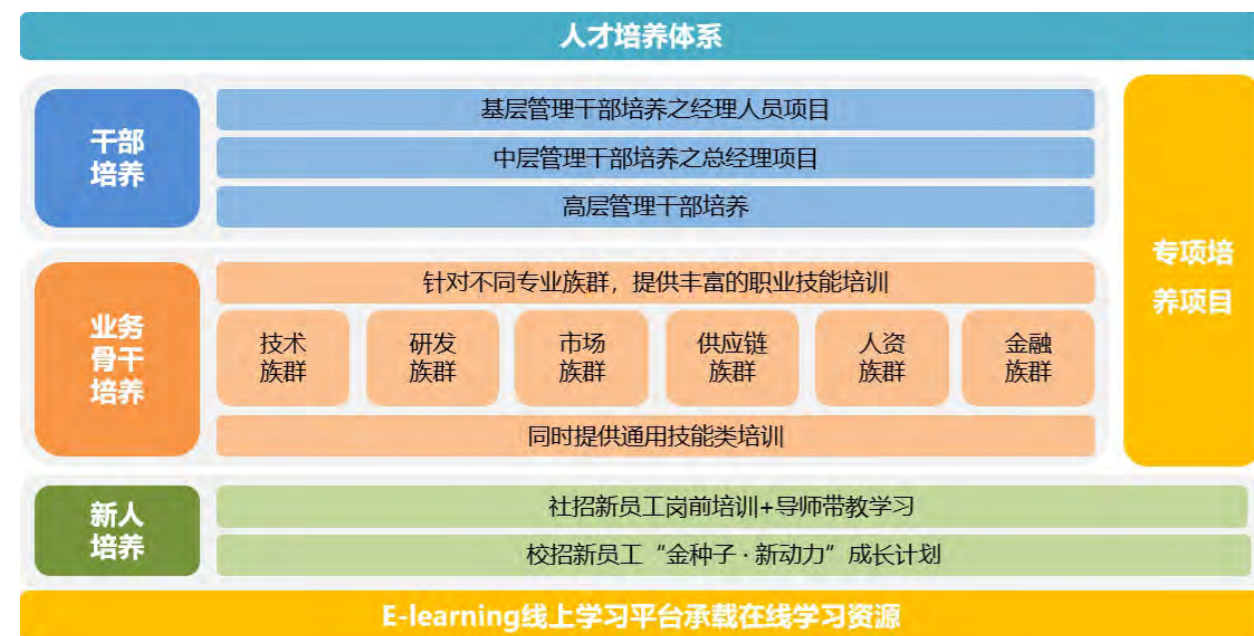 人才培养体系
干部
培养
基层管理干部培养之经理人员项目
中层管理干部培养之总经理项目
高层管理干部培养
专项培
养项目
业务
骨干
培养
针对不同专业族群，提供丰富的职业技能培训
技术
族群
研发
族群
市场
族群
供应链
族群
人资
族群
金融
族群
同时提供通用技能类培训
新人
培养
社招新员工岗前培训+导师带教学习
校招新员工“金种子·新动力”成长计划
E-learning线上学习平台承载在线学习资源